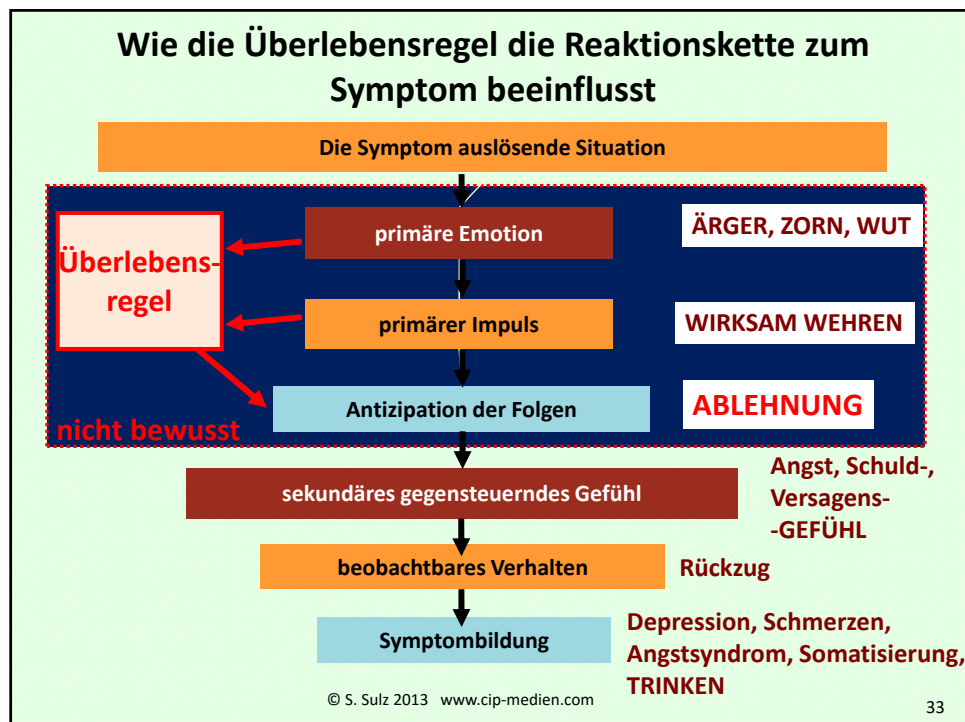 Wie die Überlebensregel die Reaktionskette zum
Symptom beeinflusst
Die Symptom auslösende Situation
primäre Emotion
ÄRGER, ZORN, WUT
Überlebens-
regel
primärer Impuls
WIRKSAM WEHREN
Antizipation der Folgen
ABLEHNUNG
nicht bewusst
sekundäres gegensteuerndes Gefühl
Angst, Schuld-,
Versagens-
-GEFÜHL
beobachtbares Verhalten
Rückzug
Symptombildung
Depression, Schmerzen,
Angstsyndrom, Somatisierung,
TRINKEN
© S. Sulz 2013 www.cip-medien.com
33